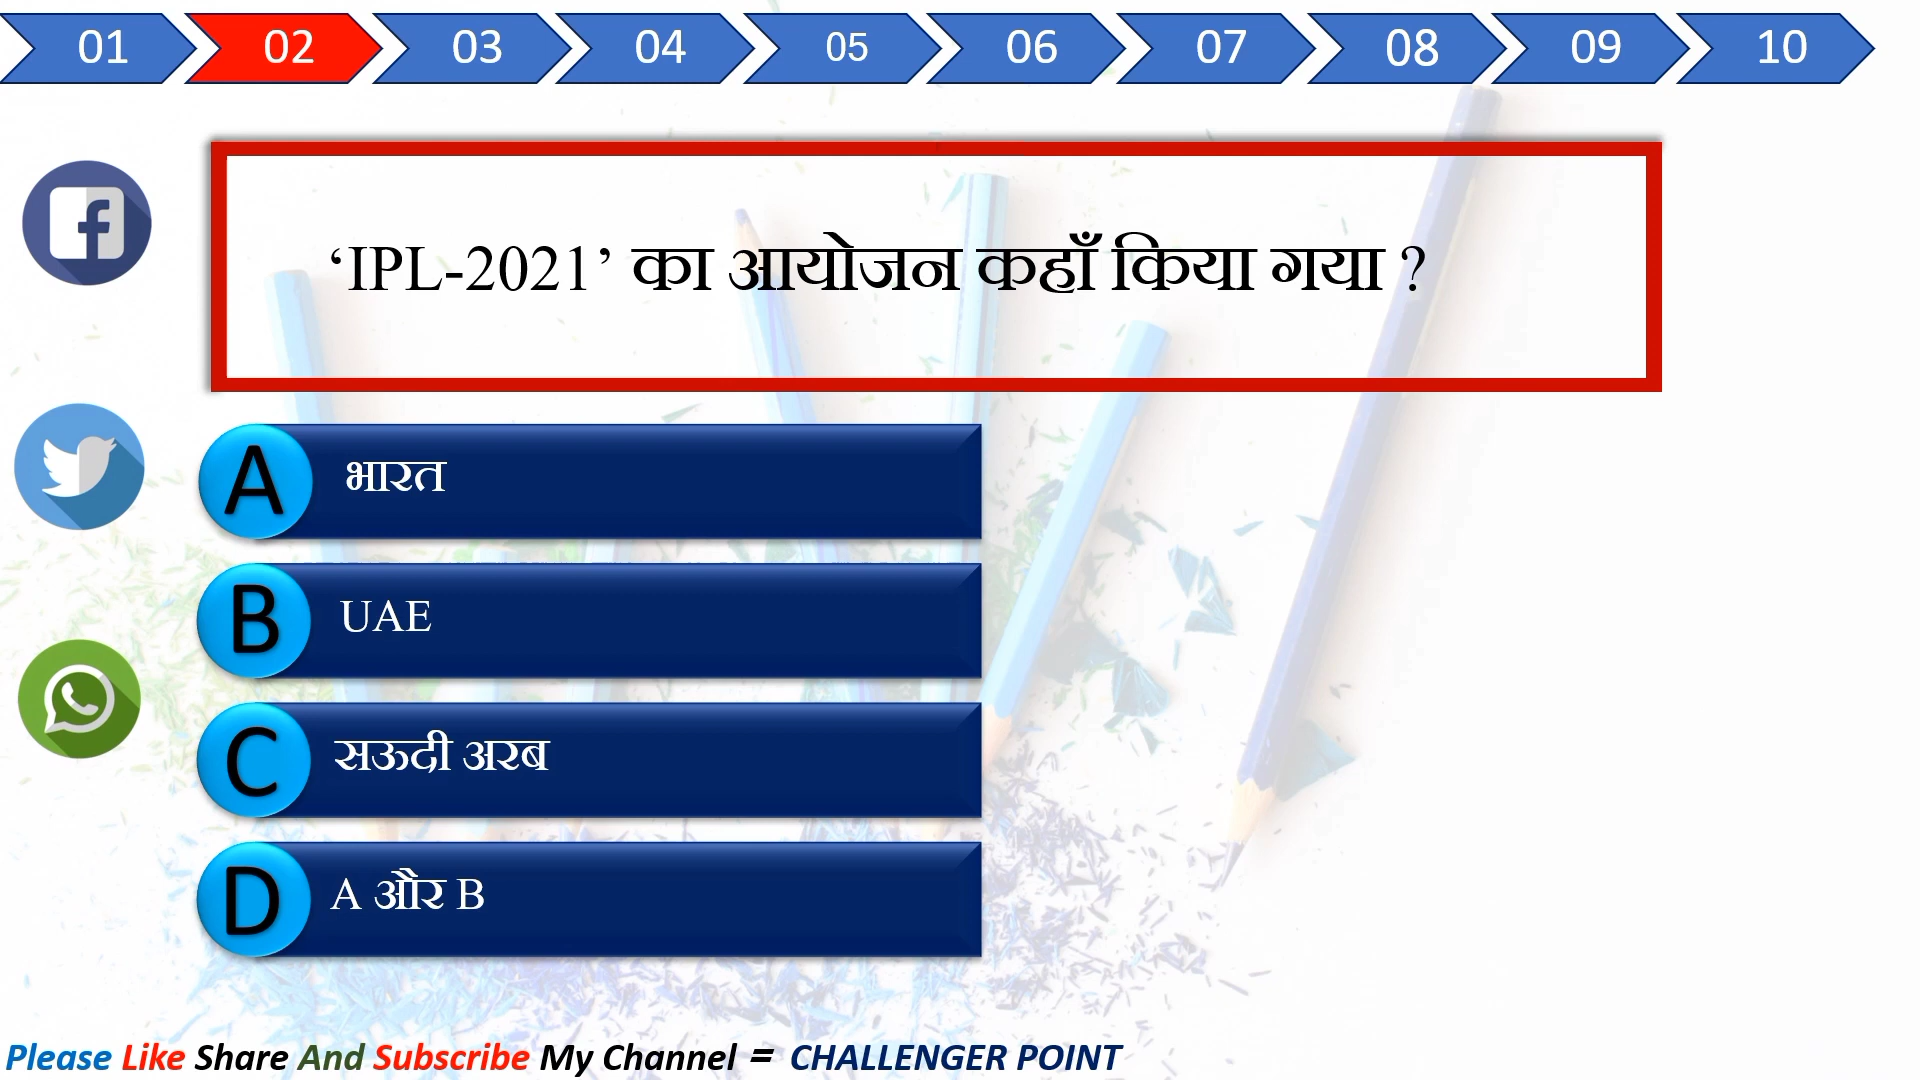 01 02 03 04 05 06 07 08 09 10
‘IPL-2021’ का आयोजन कहाँ किया गया ?
A भारत
B UAE
C सऊदी अरब
D A और B
Please Like Share And Subscribe My Channel = CHALLENGER POINT